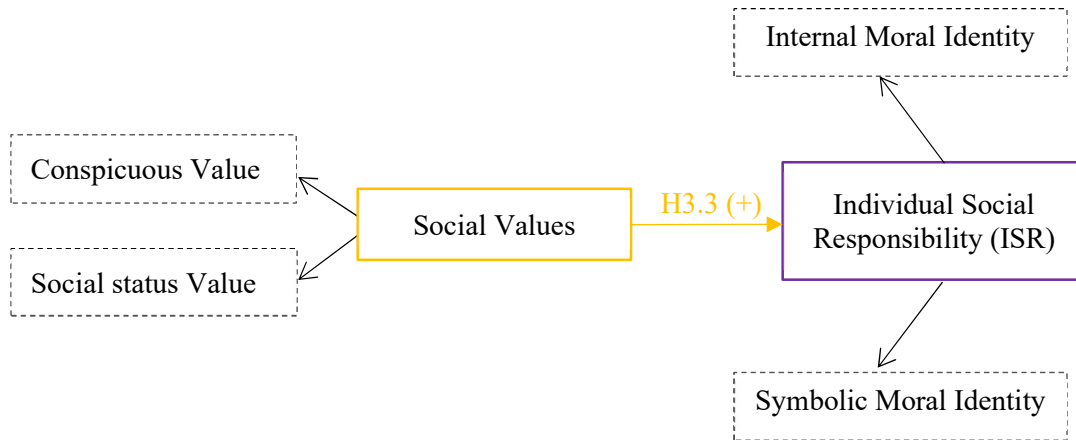 Internal Moral Identity
Conspicuous Value
Social Values
H3.3 (+)
Individual Social
Responsibility (ISR)
Social status Value
Symbolic Moral Identity